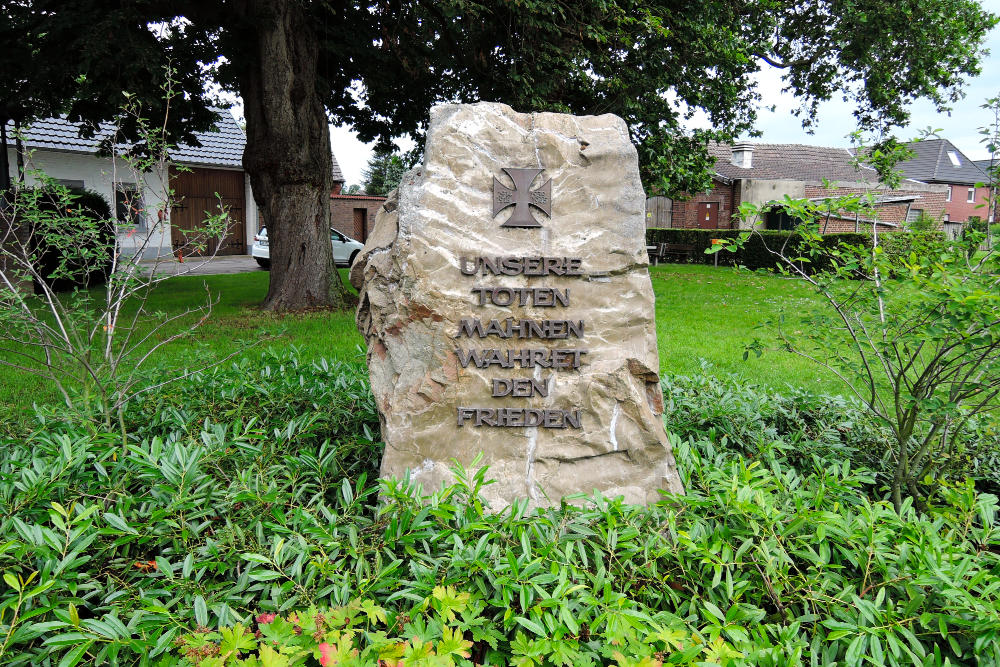 UNSERE
TOTEN
MAHNEN
WAHRET
DEN
FRIEDEN